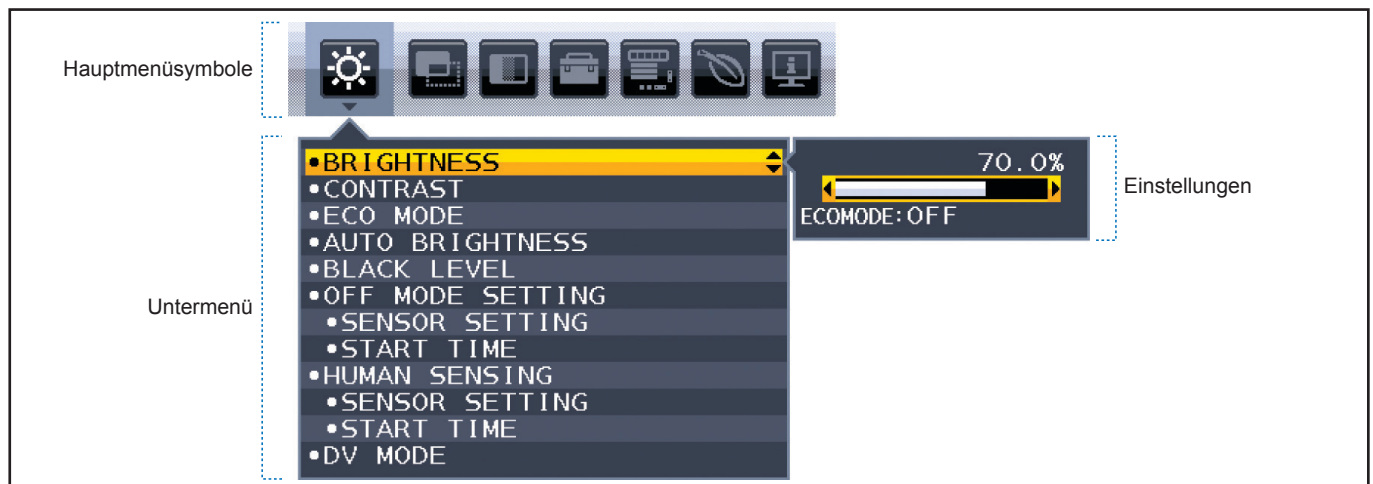 Hauptmenüsymbole
BRIGHTNESS
CONTRAST
ECO MODE
AUTO BRIGHTNESS
BLACK LEVEL
OFF MODE SETTING
SENSOR SETTING
START TIME
HUMAN SENSING
SENSOR SETTING
START TIME
DV MODE
70.0%
ECOMODE:OFF
Einstellungen
Untermenü